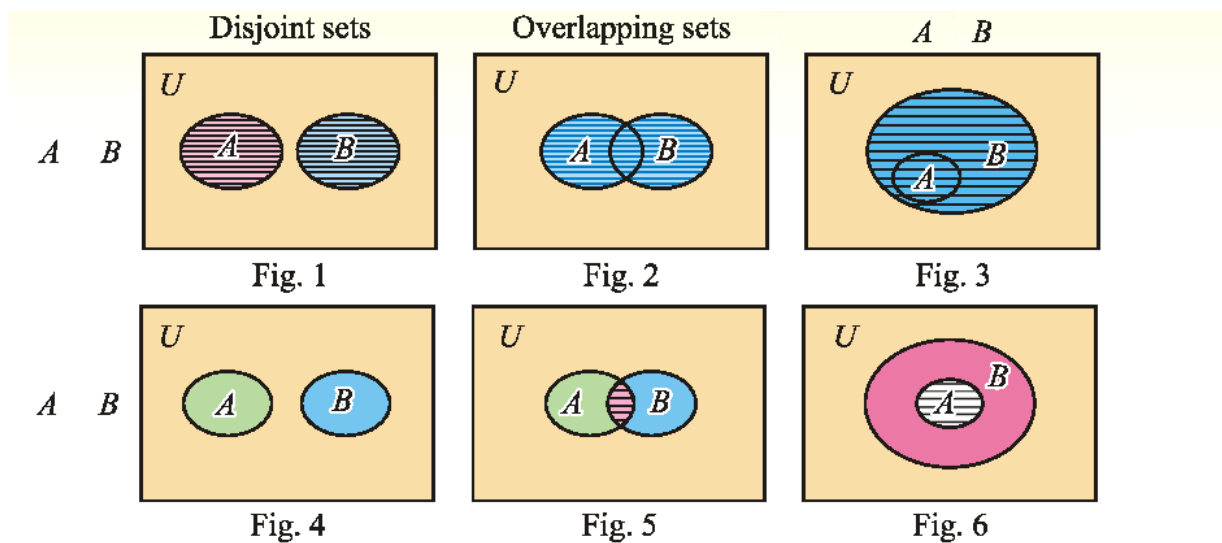 Disjoint sets Overlapping sets A B
U U U
A B A B A B B
A
Fig. 1 Fig. 2 Fig. 3
U U U
B
A B A B A B A
Fig. 4 Fig. 5 Fig. 6